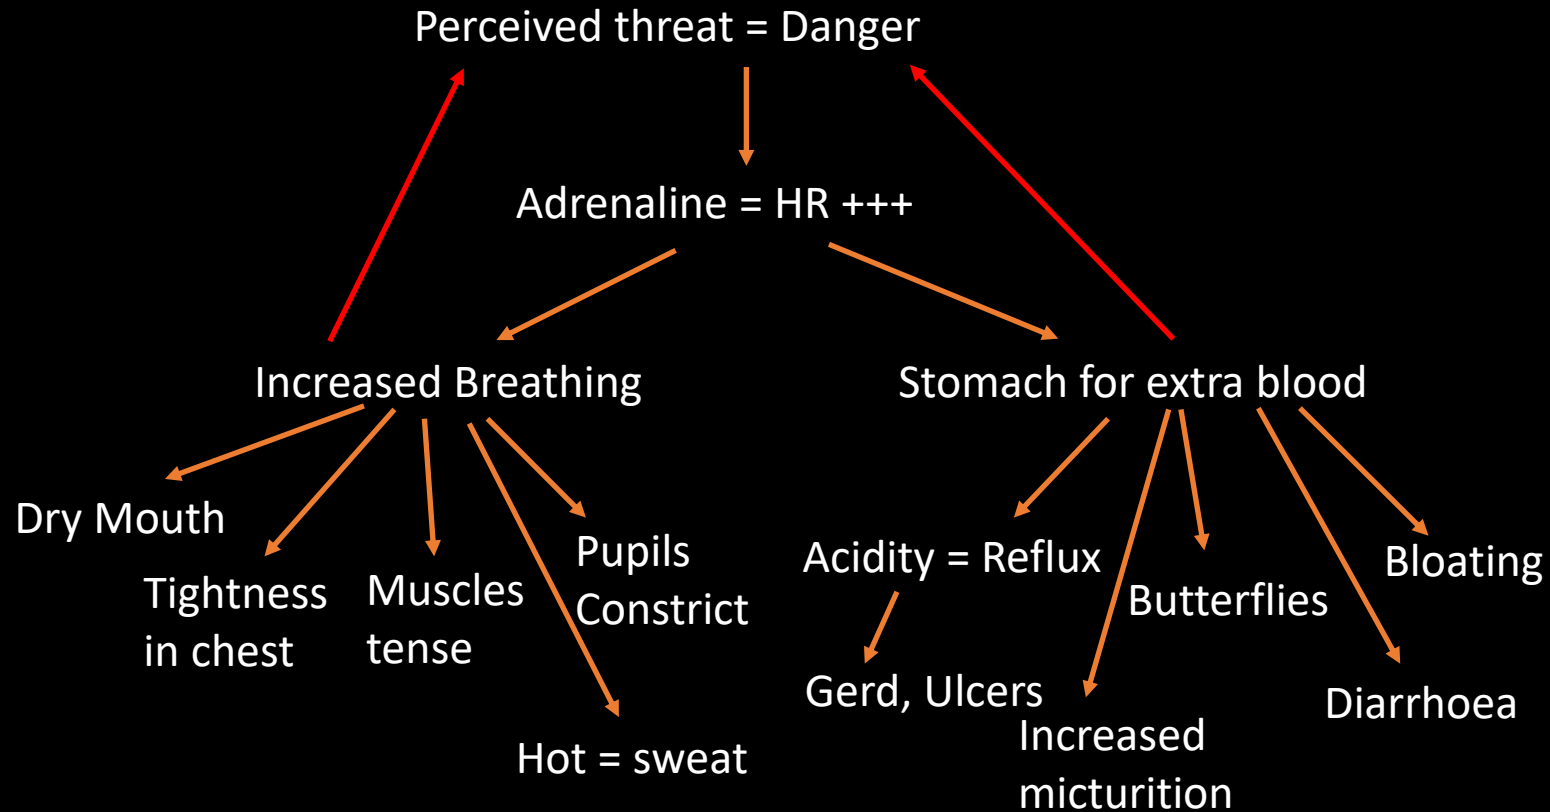 Perceived threat = Danger
Adrenaline = HR +++
Increased Breathing
Stomach for extra blood
Dry Mouth
Tightness
in chest
Muscles
tense
Pupils
Constrict
Hot = sweat
Acidity = Reflux
Gerd, Ulcers
Increased
micturition
Butterflies
Diarrhoea
Bloating